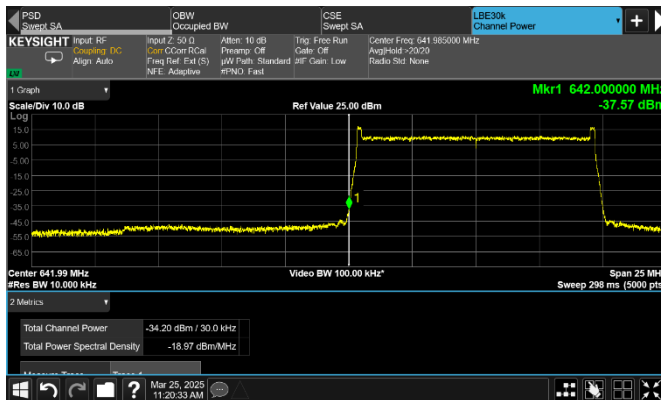 PSD
Swept SA
OBW
Occupied BW
CSE
Swept SA
LBE30k
Channel Power
KEYSIGHT
Input: RF
Coupling: DC
Align: Auto
Input Z: 50 Ω
Corr CCorr RCal
Freq Ref: Ext (S)
NFE: Adaptive
Atten: 10 dB
Preamp: Off
µW Path: Standard
#PNO: Fast
Trig: Free Run
Gate: Off
#IF Gain: Low
Center Freq: 641.985000 MHz
Avg|Hold:>20/20
Radio Std: None
1 Graph
Scale/Div 10.0 dB
Ref Value 25.00 dBm
Mkr1 642.000000 MHz
-37.57 dBm
Log
15.0
5.00
-5.00
-15.0
-25.0
-35.0
-45.0
-55.0
-65.0
1
Center 641.99 MHz
#Res BW 10.000 kHz
Video BW 100.00 kHz*
Span 25 MH
Sweep 298 ms (5000 pts
2 Metrics
Total Channel Power -34.20 dBm / 30.0 kHz
Total Power Spectral Density -18.97 dBm/MHz
Mar 25, 2025
11:20:33 AM